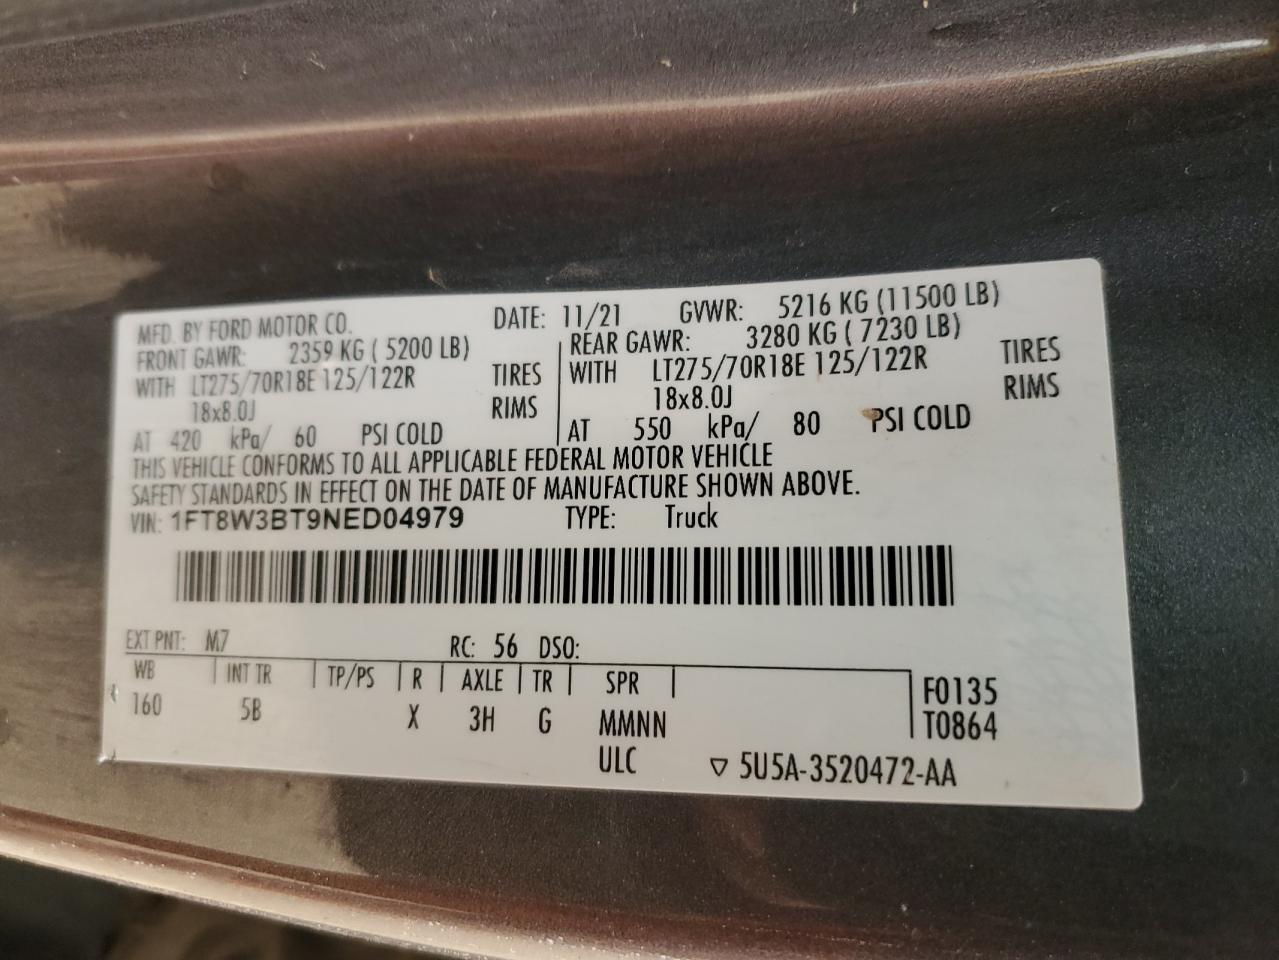 MFD. BY FORD MOTOR CO. DATE: 11/21 GVWR: 5216 KG (11500 LB)
FRONT GAWR: 2359 KG ( 5200 LB) REAR GAWR: 3280 KG ( 7230 LB)
WITH LT275/70R18E 125/122R TIRES WITH LT275/70R18E 125/122R TIRES
18x8.0J RIMS 18x8.0J RIMS
AT 420 kPa/ 60 PSI COLD AT 550 kPa/ 80 PSI COLD
THIS VEHICLE CONFORMS TO ALL APPLICABLE FEDERAL MOTOR VEHICLE
SAFETY STANDARDS IN EFFECT ON THE DATE OF MANUFACTURE SHOWN ABOVE.
VIN: 1FT8W3BT9NED04979 TYPE: Truck
EXT PNT: M7 RC: 56 DSO:
WB INT TR TP/PS R AXLE TR SPR F0135
160 5B X 3H G MMNN T0864
ULC ▽ 5U5A-3520472-AA